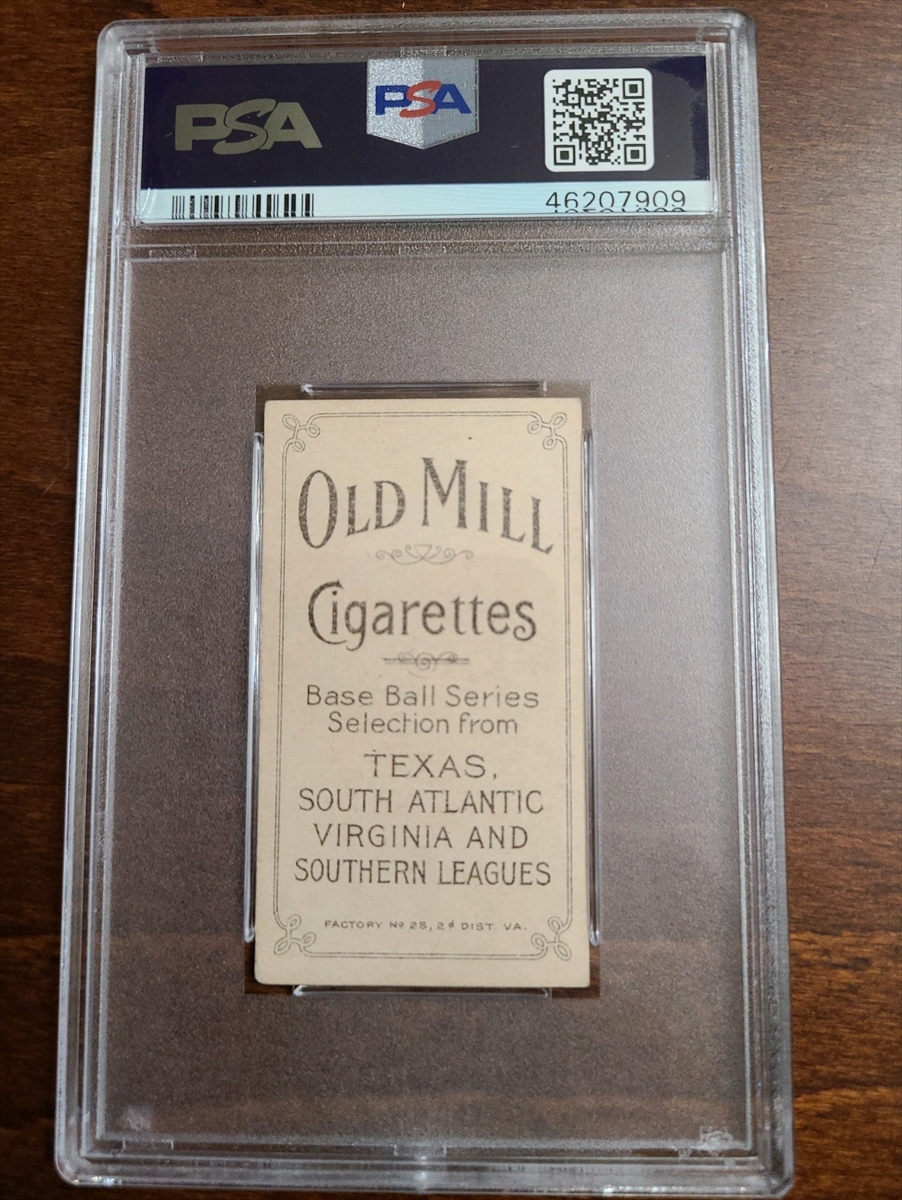 PSA
PSA
46207909
OLD MILL
Cigarettes
Base Ball Series
Selection from
TEXAS,
SOUTH ATLANTIC
VIRGINIA AND
SOUTHERN LEAGUES
FACTORY Nº 25, 2ᵈ DIST. VA.